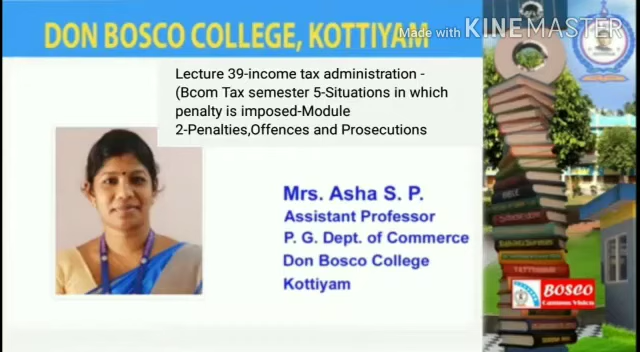 DON BOSCO COLLEGE, KOTTIYAM
Made with KINEMASTER
Lecture 39-income tax administration -
(Bcom Tax semester 5-Situations in which
penalty is imposed-Module
2-Penalties,Offences and Prosecutions
Mrs. Asha S. P.
Assistant Professor
P. G. Dept. of Commerce
Don Bosco College
Kottiyam
BOSCO
Campus Vision